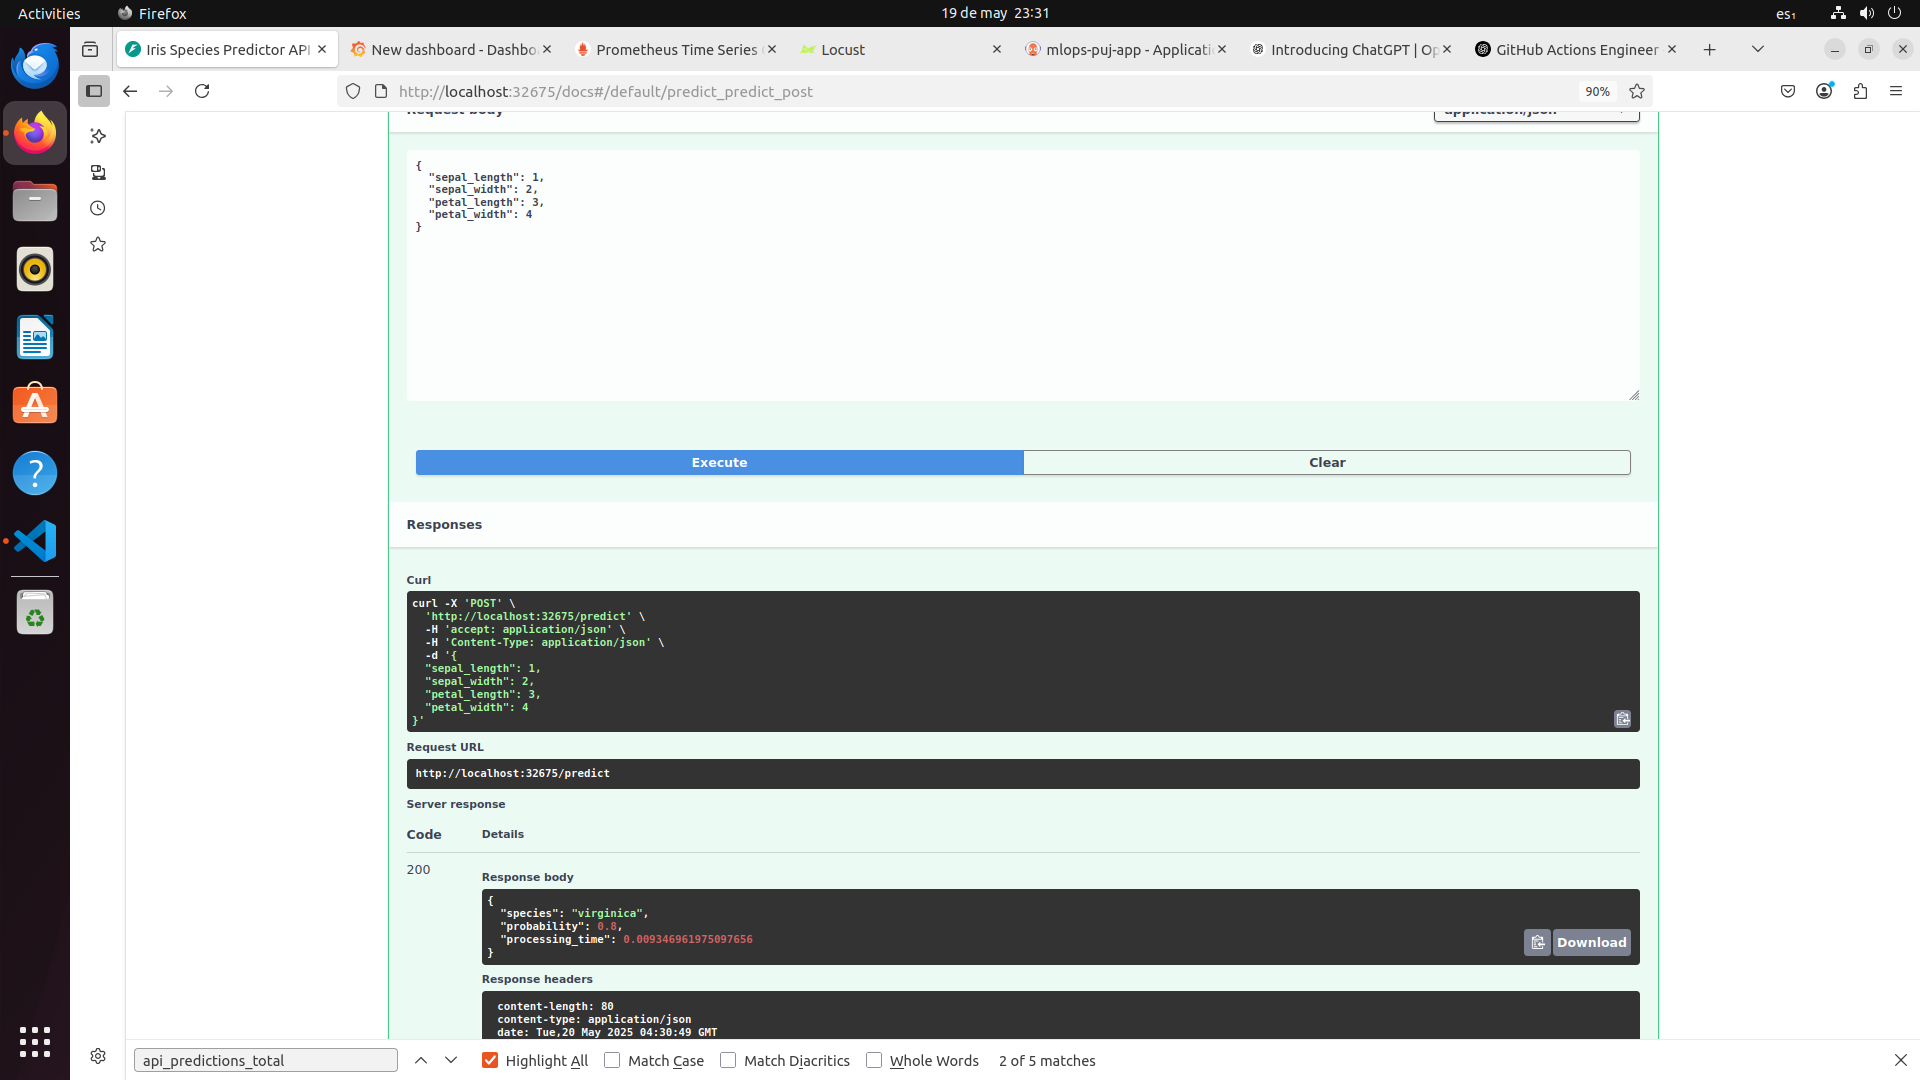 Activities
Firefox
19 de may 23:31
es₁
Iris Species Predictor API
New dashboard - Dashbo
Prometheus Time Series
Locust
mlops-puj-app - Applicati
Introducing ChatGPT | Op
GitHub Actions Engineer
http://localhost:32675/docs#/default/predict_predict_post
90%
Request body
application/json
{
"sepal_length": 1,
"sepal_width": 2,
"petal_length": 3,
"petal_width": 4
}
Execute
Clear
Responses
Curl
curl -X 'POST' \
'http://localhost:32675/predict' \
-H 'accept: application/json' \
-H 'Content-Type: application/json' \
-d '{
"sepal_length": 1,
"sepal_width": 2,
"petal_length": 3,
"petal_width": 4
}'
Request URL
http://localhost:32675/predict
Server response
Code
Details
200
Response body
{
"species": "virginica",
"probability": 0.8,
"processing_time": 0.009346961975097656
}
Download
Response headers
content-length: 80
content-type: application/json
date: Tue,20 May 2025 04:30:49 GMT
api_predictions_total
Highlight All
Match Case
Match Diacritics
Whole Words
2 of 5 matches